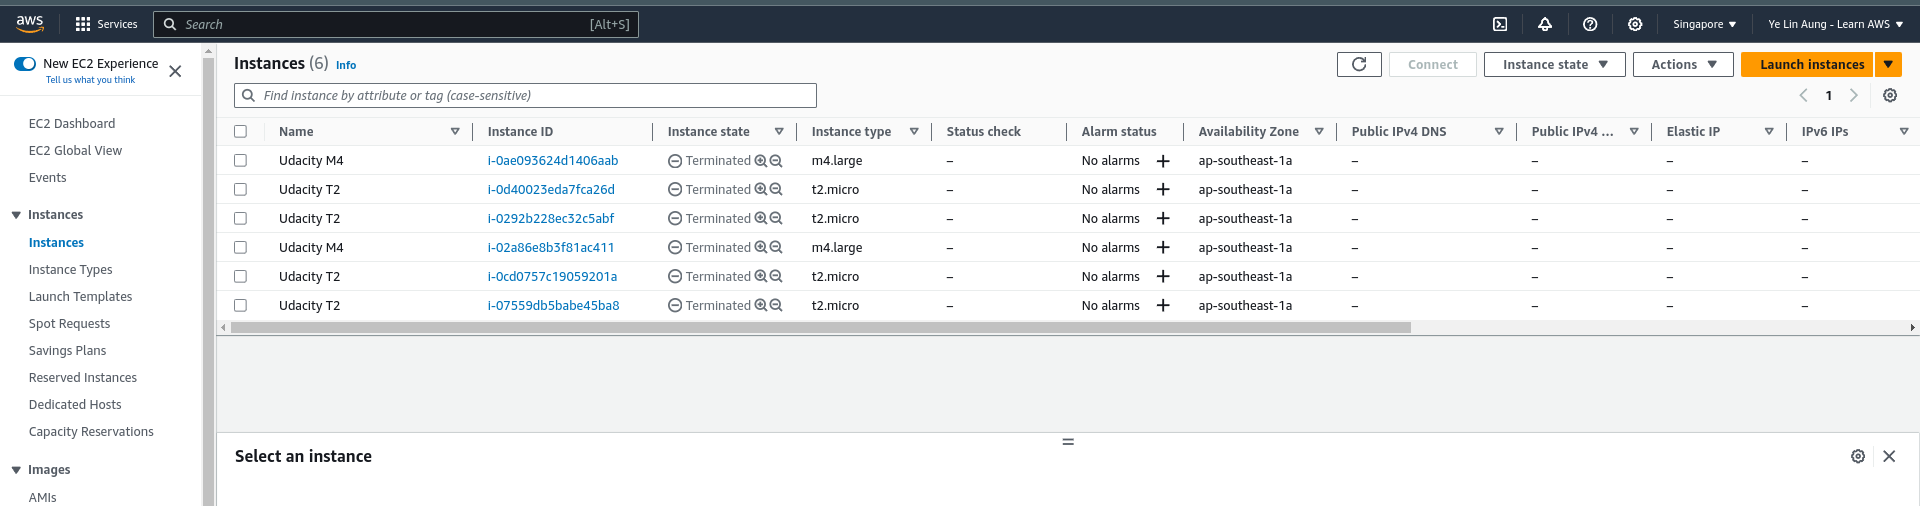 aws Services Search [Alt+S] Singapore Ye Lin Aung - Learn AWS
New EC2 Experience
Tell us what you think
EC2 Dashboard
EC2 Global View
Events
Instances
Instances
Instance Types
Launch Templates
Spot Requests
Savings Plans
Reserved Instances
Dedicated Hosts
Capacity Reservations
Images
AMIs
Instances (6) Info Connect Instance state Actions Launch instances
Find instance by attribute or tag (case-sensitive) 1
Name Instance ID Instance state Instance type Status check Alarm status Availability Zone Public IPv4 DNS Public IPv4 ... Elastic IP IPv6 IPs
Udacity M4 i-0ae093624d1406aab Terminated m4.large – No alarms + ap-southeast-1a – – – –
Udacity T2 i-0d40023eda7fca26d Terminated t2.micro – No alarms + ap-southeast-1a – – – –
Udacity T2 i-0292b228ec32c5abf Terminated t2.micro – No alarms + ap-southeast-1a – – – –
Udacity M4 i-02a86e8b3f81ac411 Terminated m4.large – No alarms + ap-southeast-1a – – – –
Udacity T2 i-0cd0757c19059201a Terminated t2.micro – No alarms + ap-southeast-1a – – – –
Udacity T2 i-07559db5babe45ba8 Terminated t2.micro – No alarms + ap-southeast-1a – – – –
Select an instance